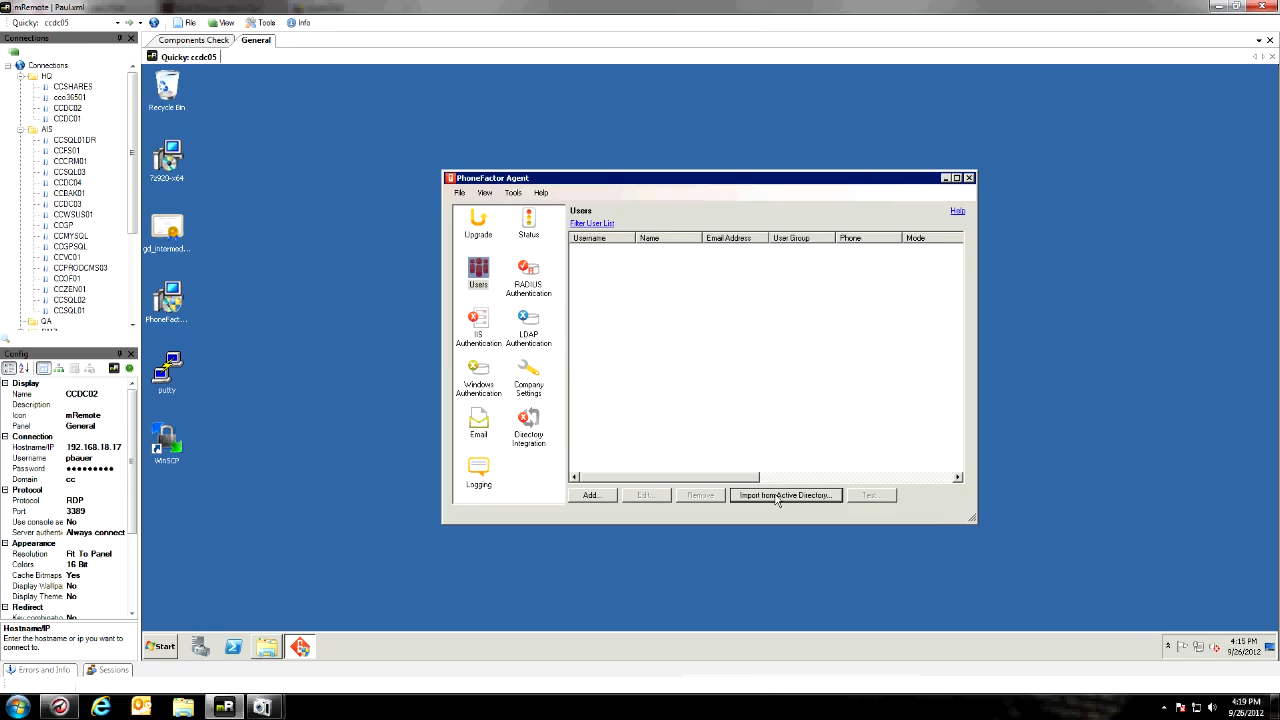 mRemote | Paul.xml
Quicky: ccdc05
File
View
Tools
Info
Connections
Components Check
General
Quicky: ccdc05
Connections
HQ
CCSHARES
cco36501
CCDC02
CCDC01
AIS
CCSQL01DR
CCFS01
CCCRM01
CCSQL03
CCDC04
CCBAK01
CCDC03
CCWSUS01
CCGP
CCMYSQL
CCGPSQL
CCVC01
CCPRODCMS03
CCOF01
CCZEN01
CCSQL02
CCSQL01
QA
Config
Display
Name CCDC02
Description
Icon mRemote
Panel General
Connection
Hostname/IP 192.168.18.17
Username pbauer
Password ●●●●●●●●●
Domain cc
Protocol
Protocol RDP
Port 3389
Use console se No
Server authenti Always connect
Appearance
Resolution Fit To Panel
Colors 16 Bit
Cache Bitmaps Yes
Display Wallpa No
Display Theme No
Redirect
Key combinatio No
Hostname/IP
Enter the hostname or ip you want to
connect to.
Errors and Info
Sessions
Recycle Bin
7z920-x64
gd_intermed...
PhoneFact...
putty
WinSCP
PhoneFactor Agent
File View Tools Help
Upgrade
Status
Users
RADIUS
Authentication
IIS
Authentication
LDAP
Authentication
Windows
Authentication
Company
Settings
Email
Directory
Integration
Logging
Users
Help
Filter User List
Username Name Email Address User Group Phone Mode
Add...
Edit...
Remove
Import from Active Directory...
Test...
Start
4:15 PM
9/26/2012
4:19 PM
9/26/2012